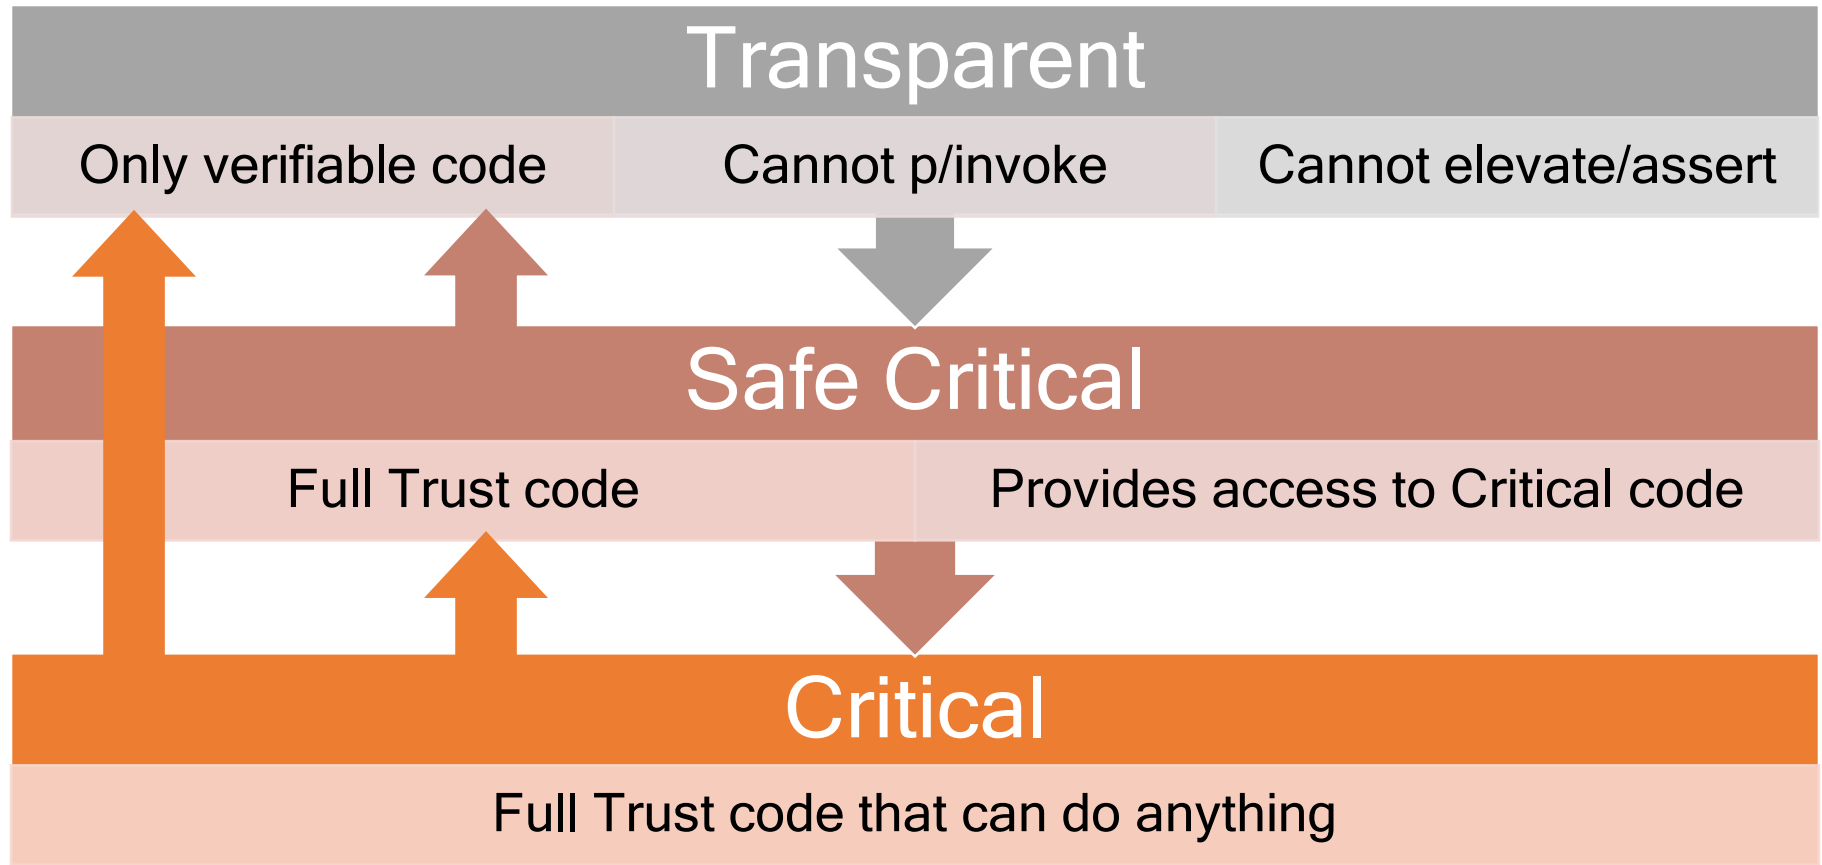 Transparent
Only verifiable code
Cannot p/invoke
Cannot elevate/assert
Safe Critical
Full Trust code
Provides access to Critical code
Critical
Full Trust code that can do anything